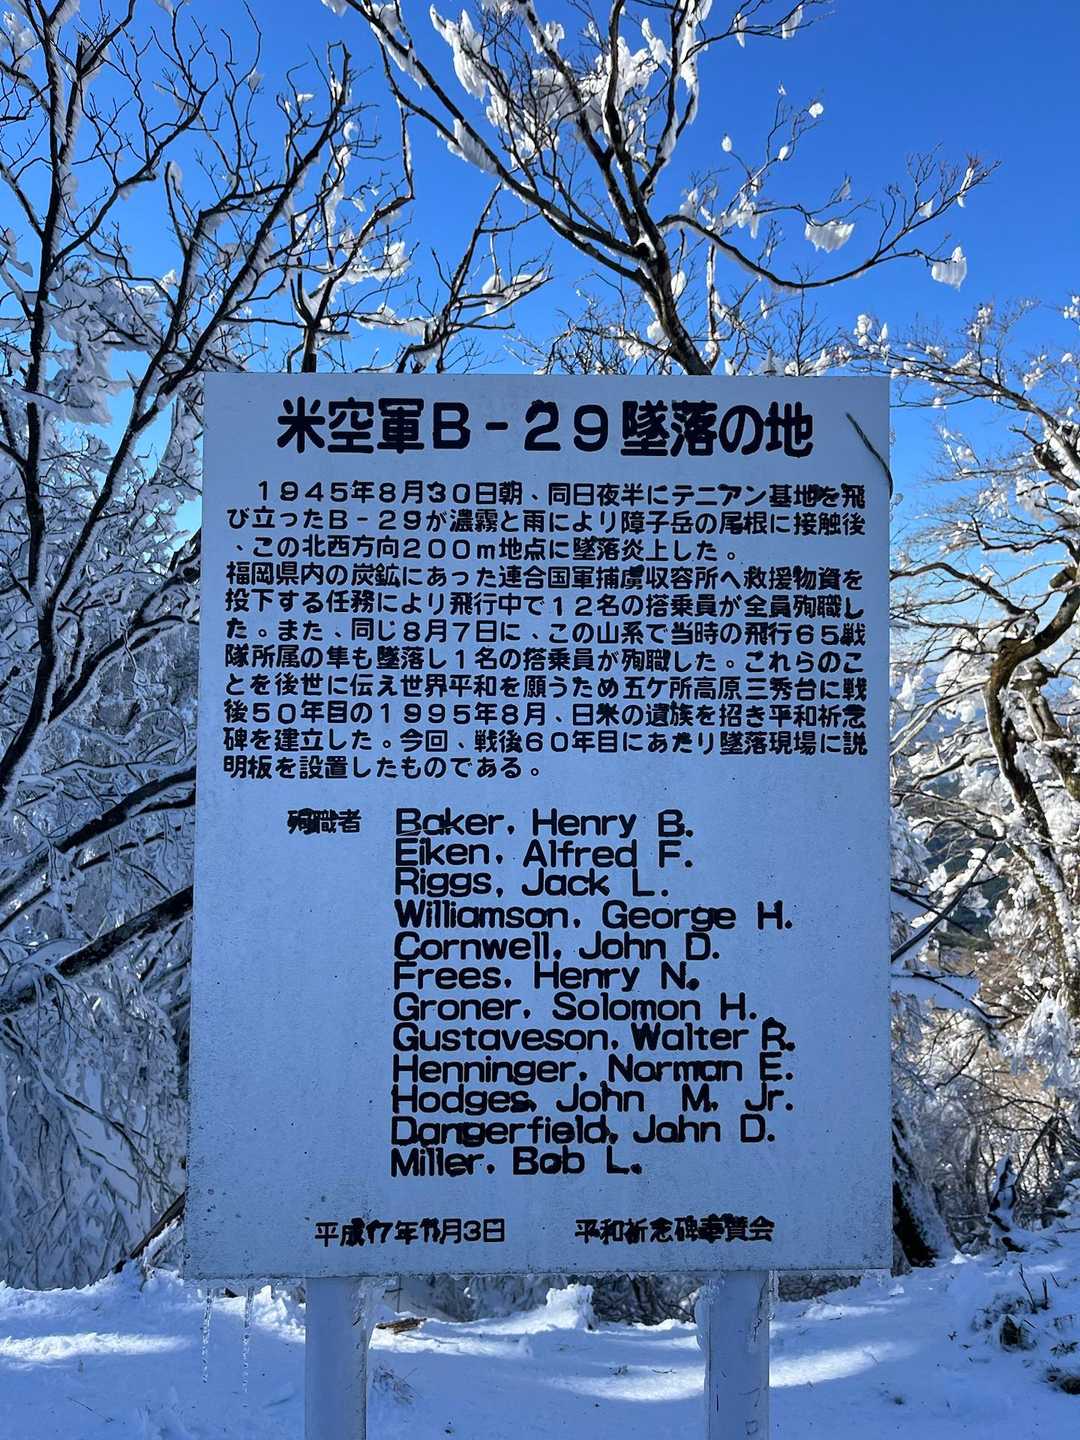 米空軍B-29墜落の地
1945年8月30日朝、同日夜半にテニアン基地を飛
び立ったB-29が濃霧と雨により障子岳の尾根に接触後
、この北西方向200m地点に墜落炎上した。
福岡県内の炭鉱にあった連合国軍捕虜収容所へ救援物資を
投下する任務により飛行中で12名の搭乗員が全員殉職し
た。また、同じ8月7日に、この山系で当時の飛行65戦
隊所属の隼も墜落し1名の搭乗員が殉職した。これらのこ
とを後世に伝え世界平和を願うため五ケ所高原三秀台に戦
後50年目の1995年8月、日米の遺族を招き平和祈念
碑を建立した。今回、戦後60年目にあたり墜落現場に説
明板を設置したものである。
殉職者 Baker, Henry B.
Eiken, Alfred F.
Riggs, Jack L.
Williamson, George H.
Cornwell, John D.
Frees, Henry N.
Groner, Solomon H.
Gustaveson, Walter R.
Henninger, Norman E.
Hodges, John M. Jr.
Dangerfield, John D.
Miller, Bob L.
平成17年11月3日 平和祈念碑奉賛会